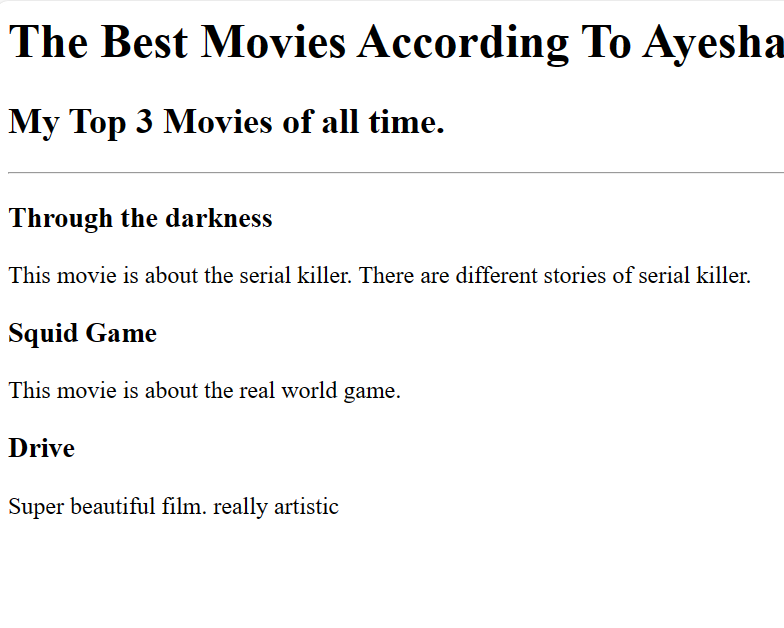 The Best Movies According To Ayesha
My Top 3 Movies of all time.
Through the darkness
This movie is about the serial killer. There are different stories of serial killer.
Squid Game
This movie is about the real world game.
Drive
Super beautiful film. really artistic